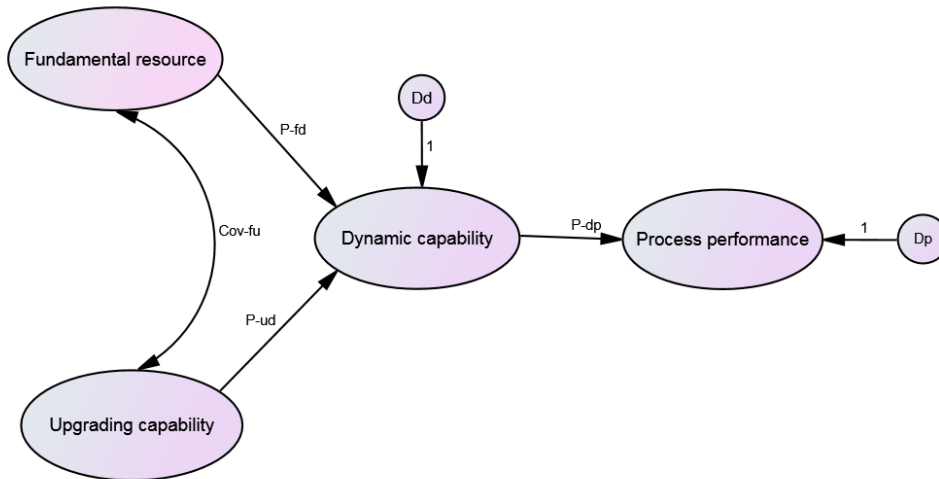 Fundamental resource
Dd
P-fd
1
Cov-fu
Dynamic capability
P-dp
Process performance
1
Dp
P-ud
Upgrading capability